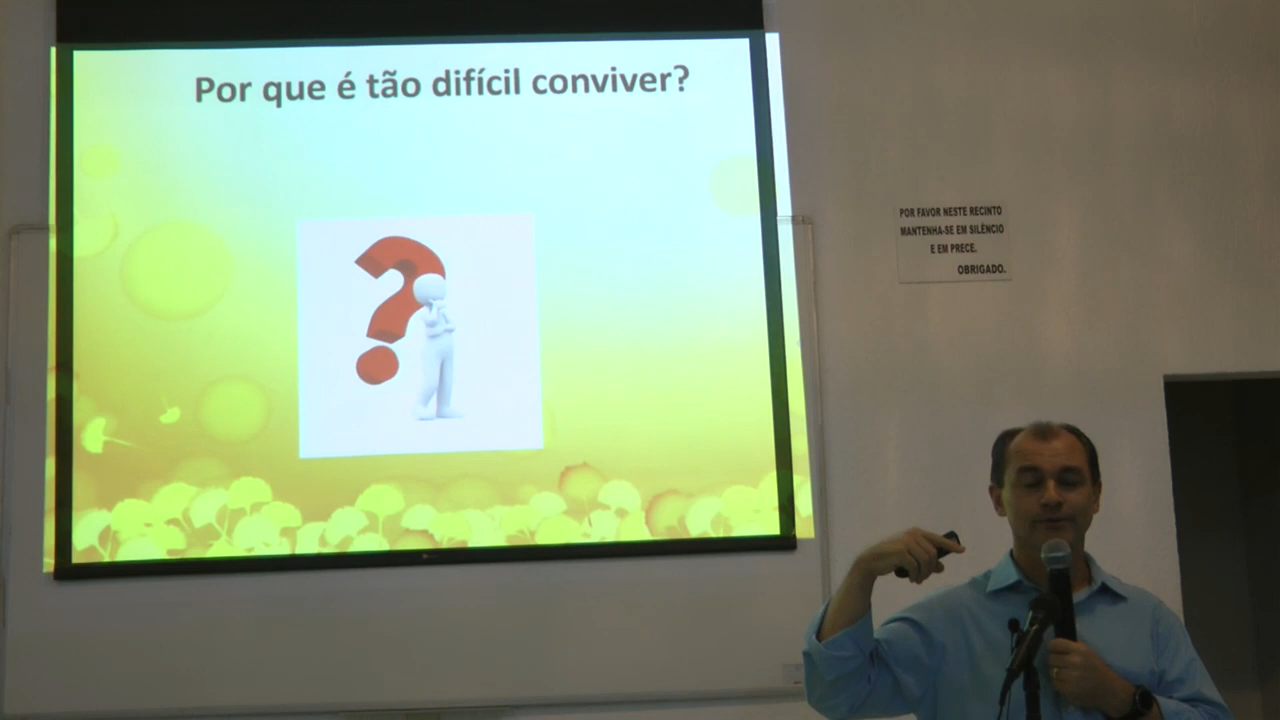 Por que é tão difícil conviver?
POR FAVOR NESTE RECINTO
MANTENHA-SE EM SILÊNCIO
E EM PRECE.
OBRIGADO.